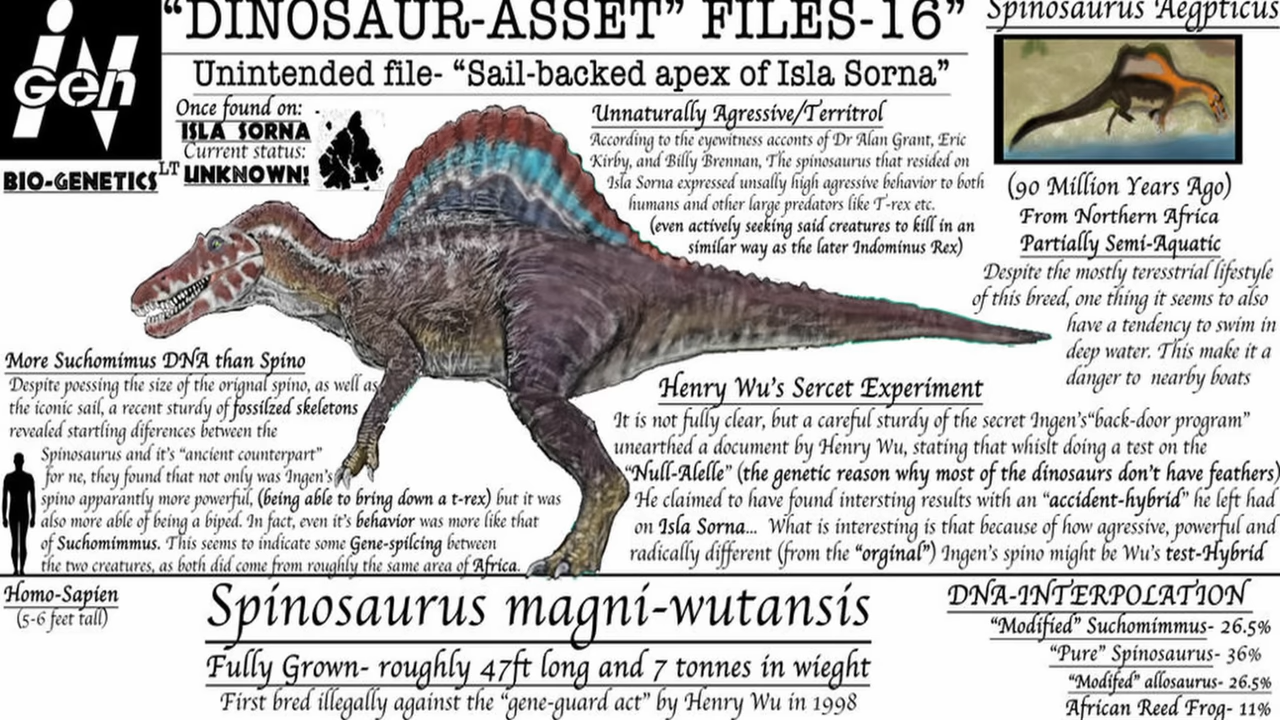 iNGen
BIO-GENETICS LT
"DINOSAUR-ASSET" FILES-16"
Unintended file- "Sail-backed apex of Isla Sorna"
Once found on:
ISLA SORNA
Current status:
UNKNOWN!
Unnaturally Agressive/Territrol
According to the eyewitness acconts of Dr Alan Grant, Eric
Kirby, and Billy Brennan, The spinosaurus that resided on
Isla Sorna expressed unsally high agressive behavior to both
humans and other large predators like T-rex etc.
(even actively seeking said creatures to kill in an
similar way as the later Indominus Rex)
Spinosaurus Aegpticus
(90 Million Years Ago)
From Northern Africa
Partially Semi-Aquatic
Despite the mostly teresstrial lifestyle
of this breed, one thing it seems to also
have a tendency to swim in
deep water. This make it a
danger to nearby boats
More Suchomimus DNA than Spino
Despite poessing the size of the orignal spino, as well as
the iconic sail, a recent sturdy of fossilzed skeletons
revealed startling diferences between the
Spinosaurus and it's "ancient counterpart"
for ne, they found that not only was Ingen's
spino apparantly more powerful, (being able to bring down a t-rex) but it was
also more able of being a biped. In fact, even it's behavior was more like that
of Suchomimmus. This seems to indicate some Gene-spilcing between
the two creatures, as both did come from roughly the same area of Africa.
Henry Wu's Sercet Experiment
It is not fully clear, but a careful sturdy of the secret Ingen's"back-door program"
unearthed a document by Henry Wu, stating that whislt doing a test on the
"Null-Alelle" (the genetic reason why most of the dinosaurs don't have feathers)
He claimed to have found intersting results with an "accident-hybrid" he left had
on Isla Sorna... What is interesting is that because of how agressive, powerful and
radically different (from the "orginal") Ingen's spino might be Wu's test-Hybrid
Homo-Sapien
(5-6 feet tall)
Spinosaurus magni-wutansis
Fully Grown- roughly 47ft long and 7 tonnes in wieght
First bred illegally against the "gene-guard act" by Henry Wu in 1998
DNA-INTERPOLATION
"Modified" Suchomimmus- 26.5%
"Pure" Spinosaurus- 36%
"Modifed" allosaurus- 26.5%
African Reed Frog- 11%